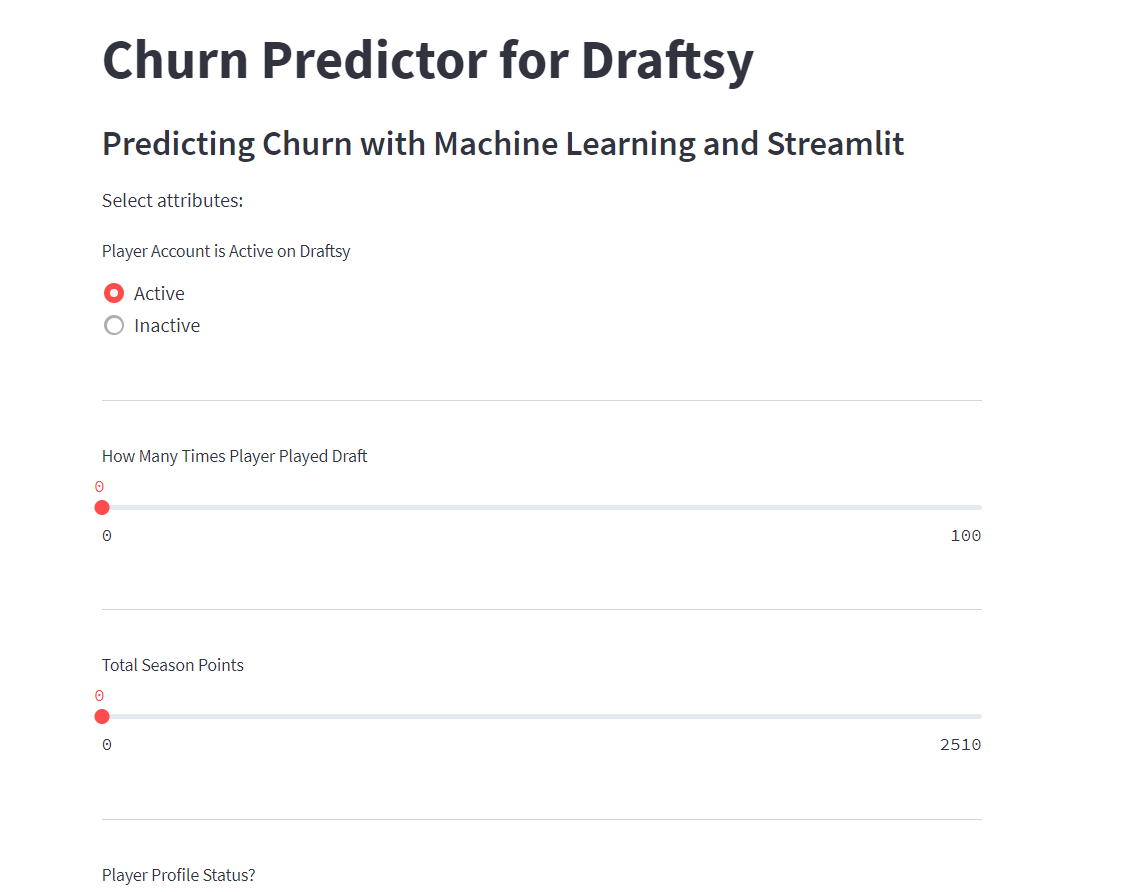 Churn Predictor for Draftsy
Predicting Churn with Machine Learning and Streamlit
Select attributes:
Player Account is Active on Draftsy
Active
Inactive
How Many Times Player Played Draft
0
0 100
Total Season Points
0
0 2510
Player Profile Status?